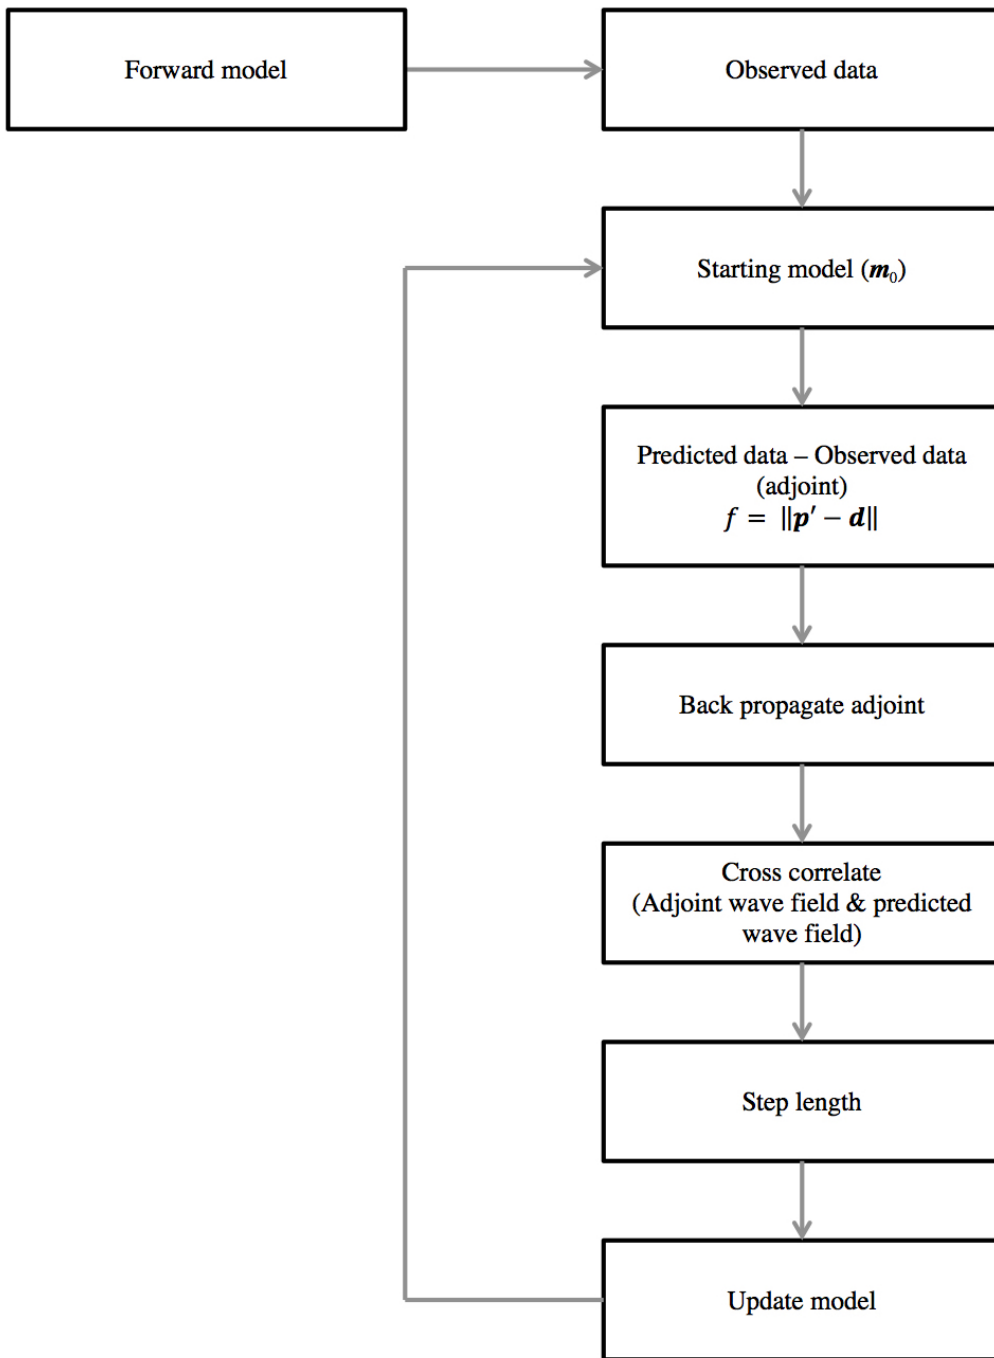 Forward model
Observed data
Starting model (m₀)
Predicted data – Observed data
(adjoint)
f = ‖p′ – d‖
Back propagate adjoint
Cross correlate
(Adjoint wave field & predicted
wave field)
Step length
Update model